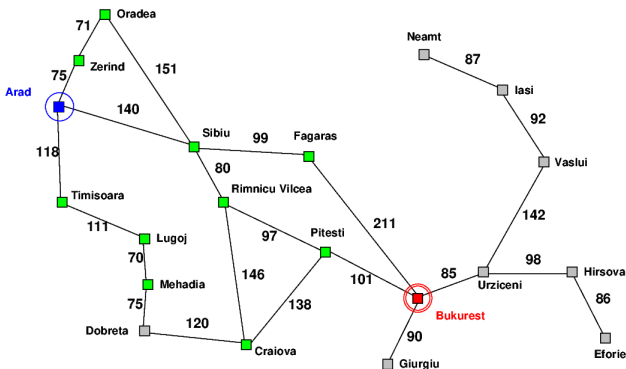 Oradea
71
Neamt
87
Zerind
75
151
Iasi
Arad
140
92
Sibiu
99
Fagaras
118
80
Vaslui
Timisoara
Rimnicu Vilcea
111
211
142
Lugoj
97
Pitesti
70
146
98
Mehadia
101
85
Hirsova
75
138
Urziceni
86
Dobreta
120
Bukurest
90
Craiova
Eforie
Giurgiu